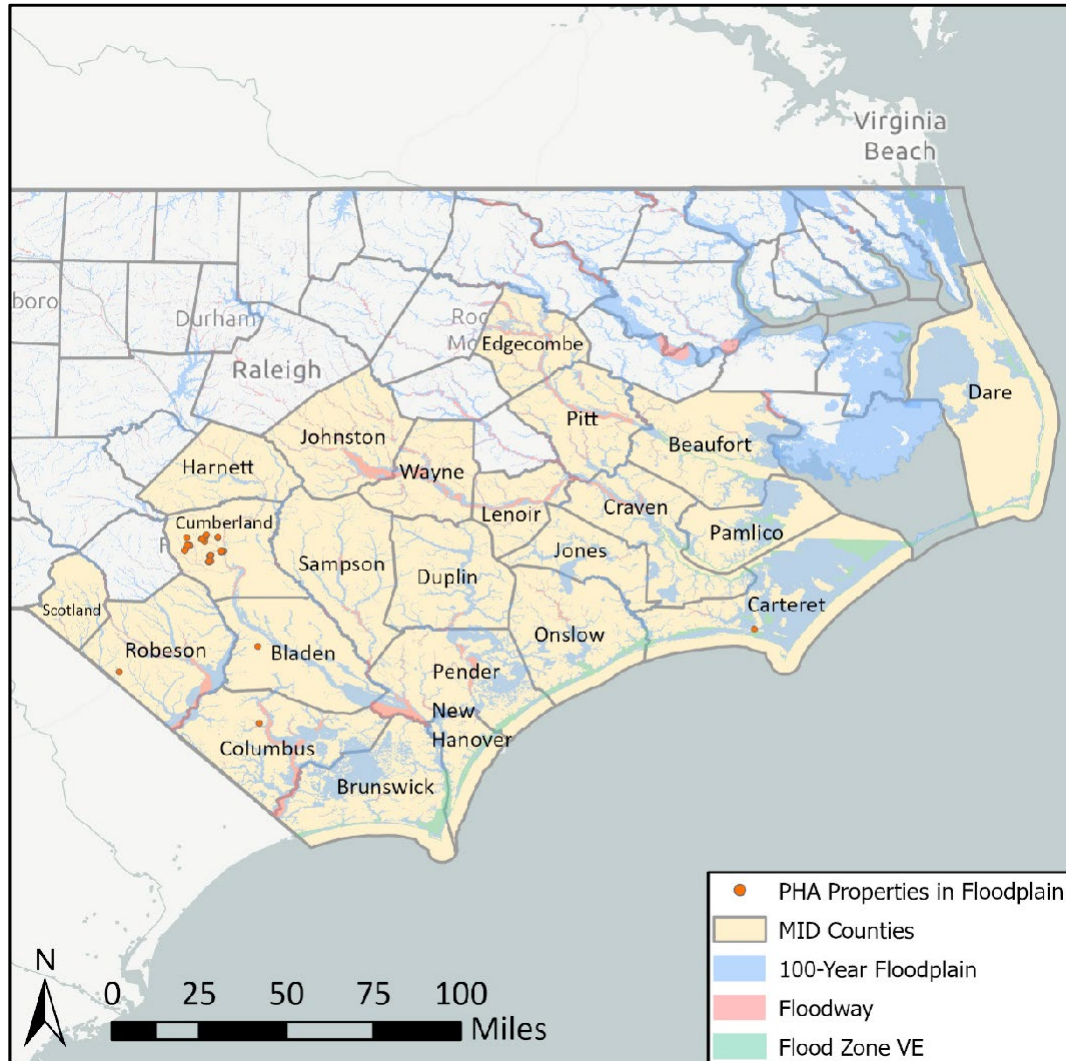 Virginia
Beach
boro
Durham
Roc
Mo
Edgecombe
Raleigh
Dare
Pitt
Johnston
Beaufort
Harnett
Wayne
Cumberland
F
Lenoir
Craven
Pamlico
Sampson
Duplin
Jones
Scotland
Carteret
Robeson
Bladen
Onslow
Pender
New
Hanover
Columbus
Brunswick
N
0 25 50 75 100
Miles
PHA Properties in Floodplain
MID Counties
100-Year Floodplain
Floodway
Flood Zone VE